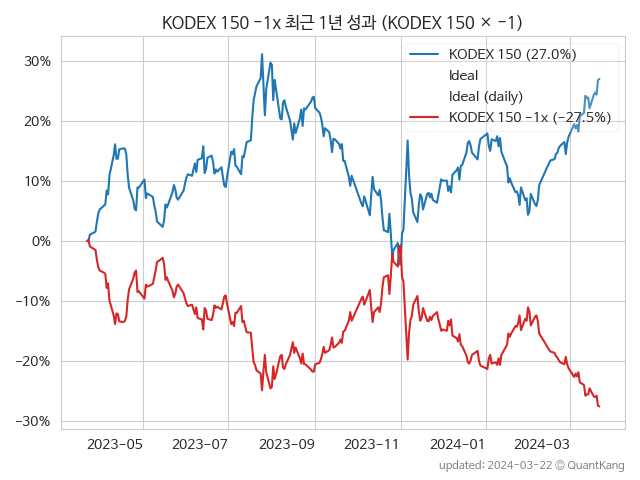 KODEX 150 −1x 최근 1년 성과 (KODEX 150 × −1)
KODEX 150 (27.0%)
Ideal
Ideal (daily)
KODEX 150 −1x (−27.5%)
30%
20%
10%
0%
−10%
−20%
−30%
2023−05
2023−07
2023−09
2023−11
2024−01
2024−03
updated: 2024−03−22 © QuantKang